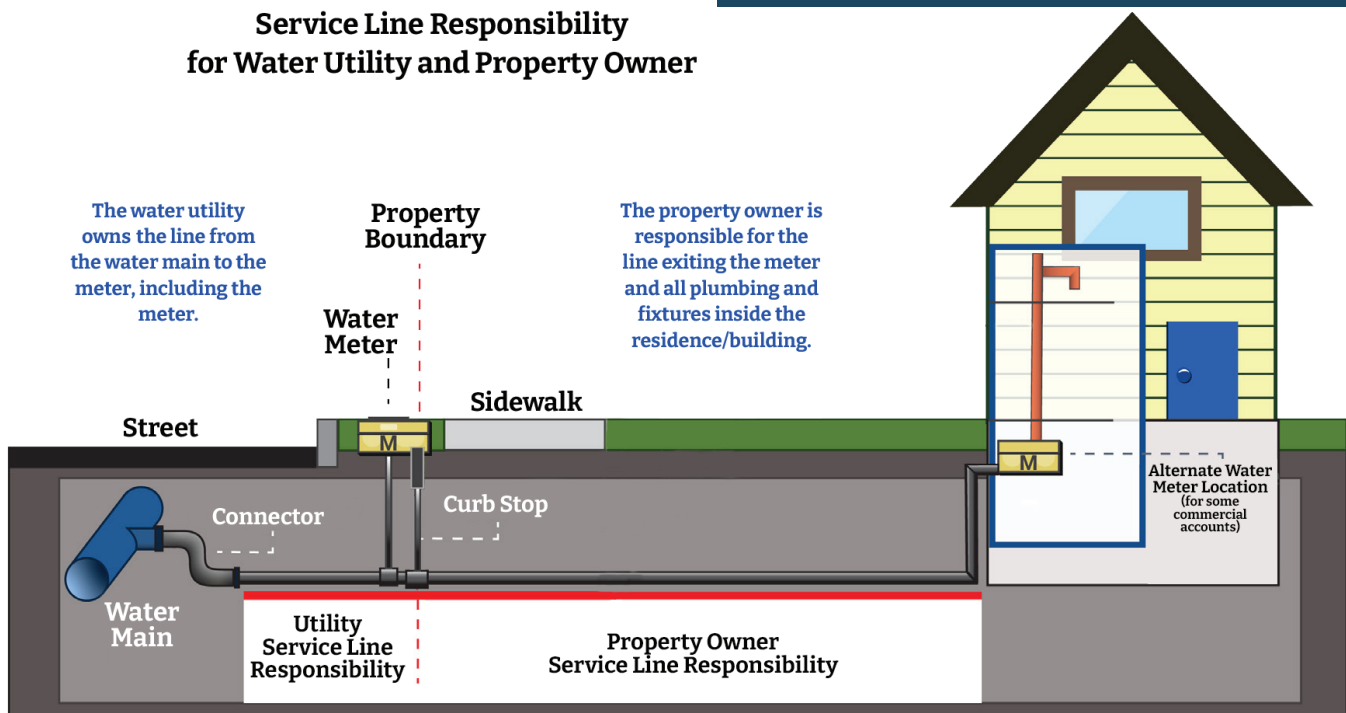 Service Line Responsibility
for Water Utility and Property Owner
The water utility
owns the line from
the water main to the
meter, including the
meter.
Property
Boundary
The property owner is
responsible for the
line exiting the meter
and all plumbing and
fixtures inside the
residence/building.
Water
Meter
Street
Sidewalk
M
M
Alternate Water
Meter Location
(for some
commercial
accounts)
Connector
Curb Stop
Water
Main
Utility
Service Line
Responsibility
Property Owner
Service Line Responsibility